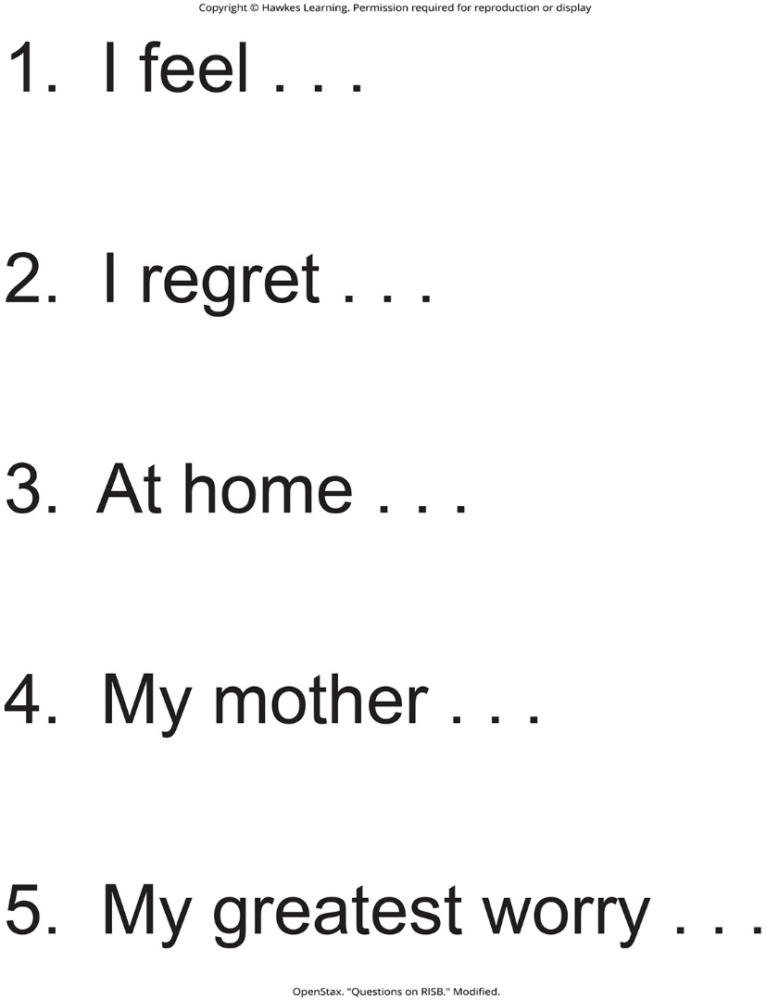 Copyright © Hawkes Learning. Permission required for reproduction or display
1. I feel . . .
2. I regret . . .
3. At home . . .
4. My mother . . .
5. My greatest worry . . .
OpenStax. "Questions on RISB." Modified.